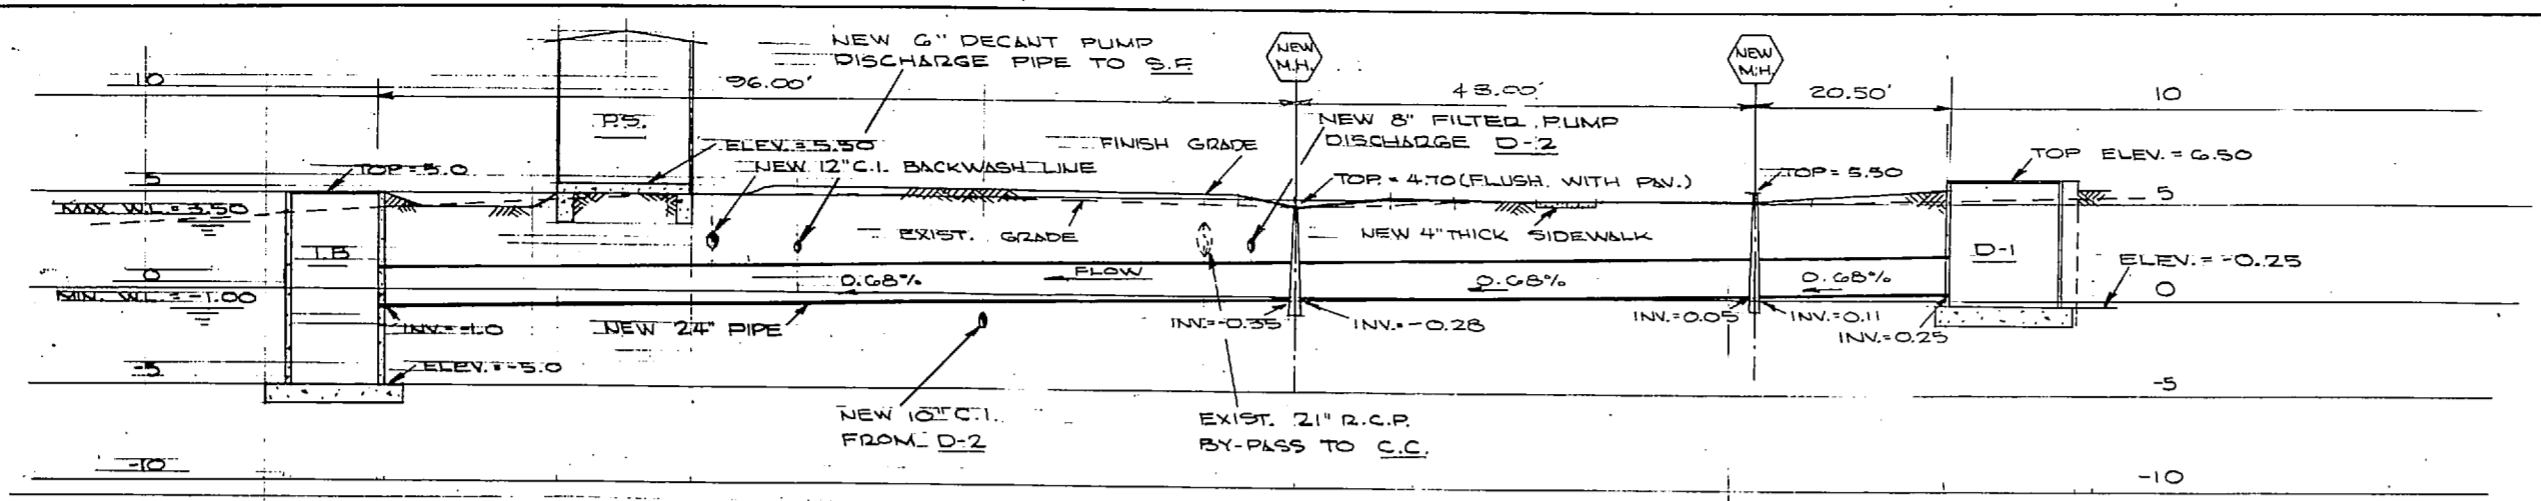 NEW 6" DECANT PUMP
DISCHARGE PIPE TO S.F.
NEW
M.H.
NEW
M.H.
10
96.00'
48.00'
20.50'
10
P.S.
ELEV. = 5.50
NEW 12" C.I. BACKWASH LINE
FINISH GRADE
NEW 8" FILTER PUMP
DISCHARGE D-2
TOP = 5.0
5
TOP = 4.70 (FLUSH. WITH PAV.)
TOP = 5.50
TOP ELEV. = 6.50
5
MAX. W.L. = 3.50
EXIST. GRADE
NEW 4" THICK SIDEWALK
I.B
D-1
0
0.68%
FLOW
0.68%
0.68%
ELEV. = -0.25
0
MIN. W.L. = -1.00
INV. = -1.0
NEW 24" PIPE
INV = -0.35
INV. = -0.28
INV. = 0.05
INV. = 0.11
INV. = 0.25
-5
ELEV. = -5.0
-5
NEW 10" C.I.
FROM D-2
EXIST. 21" R.C.P.
BY-PASS TO C.C.
-10
-10